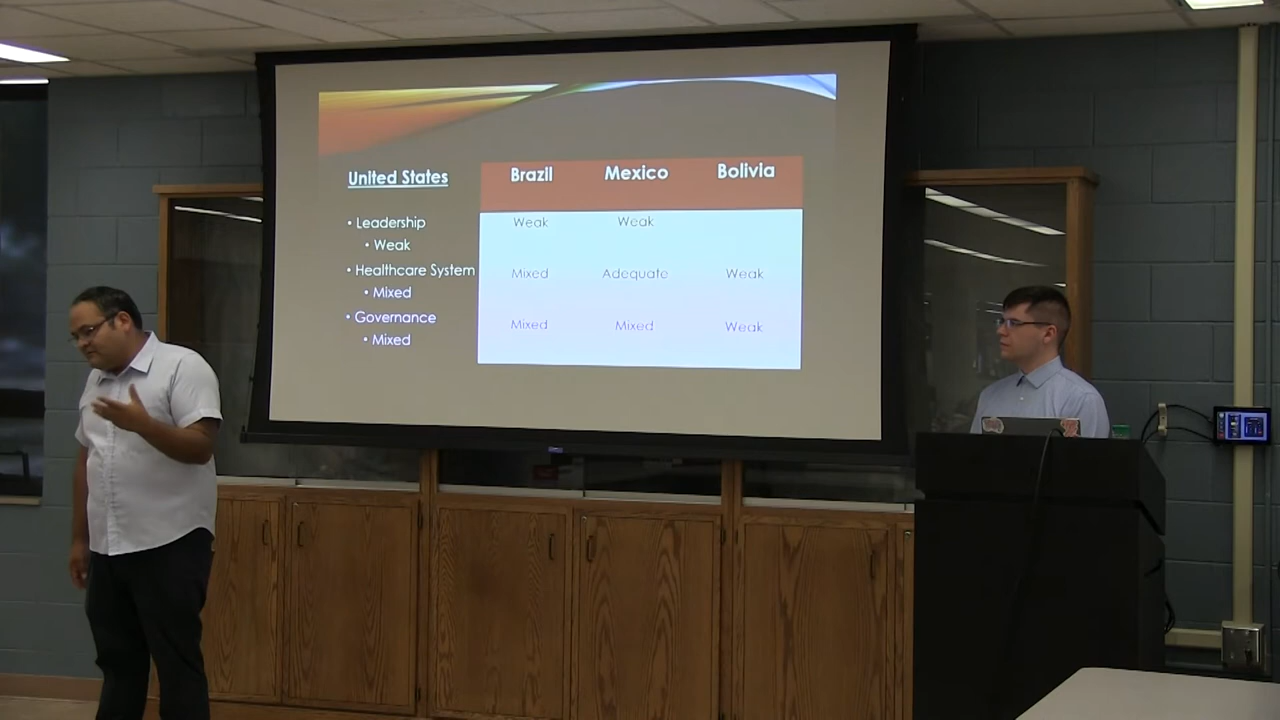 United States
• Leadership
• Weak
• Healthcare System
• Mixed
• Governance
• Mixed
Brazil Mexico Bolivia
Weak Weak
Mixed Adequate Weak
Mixed Mixed Weak